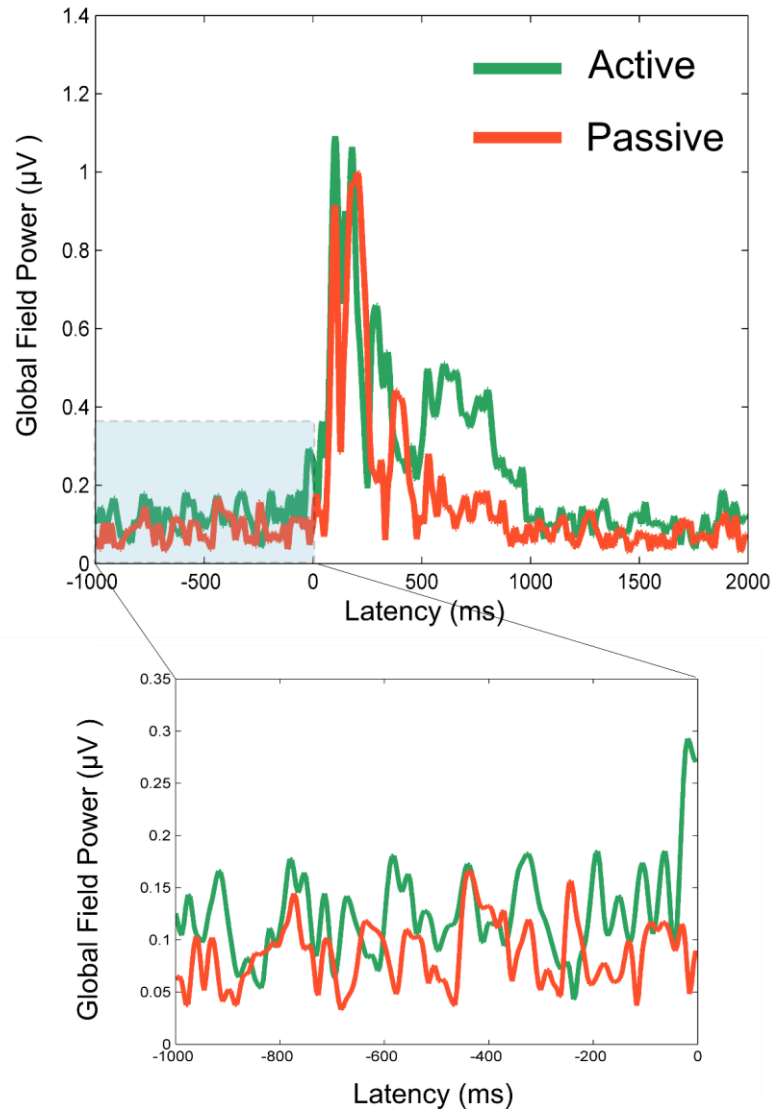 1.4
1.2
1
0.8
0.6
0.4
0.2
0
Global Field Power (µV )
Active
Passive
-1000 -500 0 500 1000 1500 2000
Latency (ms)
0.35
0.3
0.25
0.2
0.15
0.1
0.05
0
Global Field Power (µV )
-1000 -800 -600 -400 -200 0
Latency (ms)